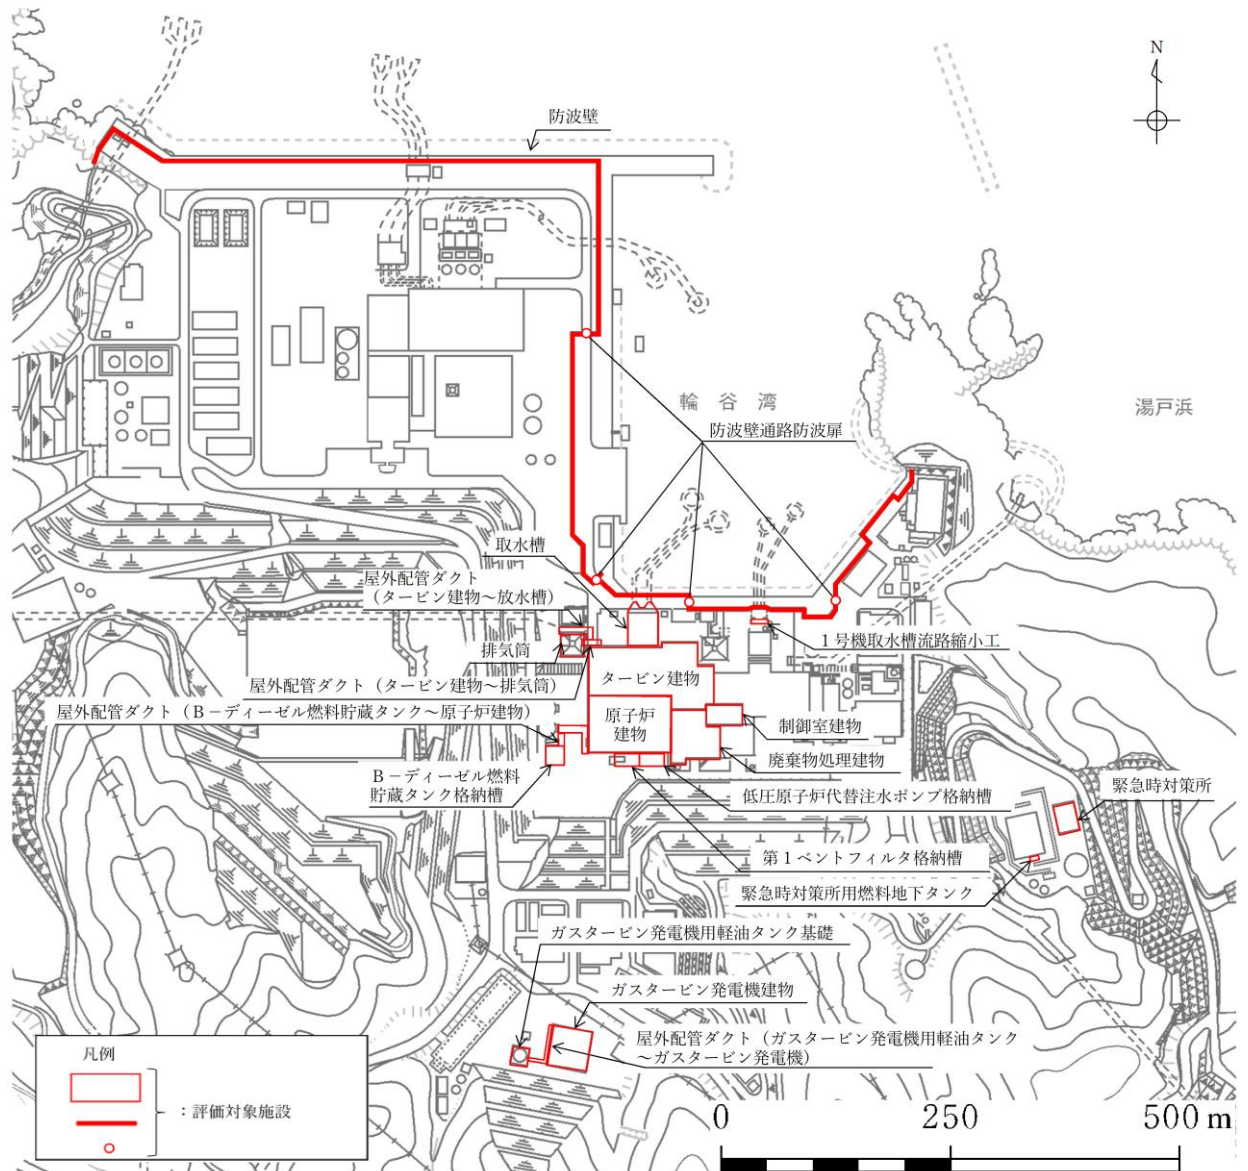 N
防波壁
輪谷湾
湯戸浜
防波壁通路防波扉
取水槽
屋外配管ダクト
（タービン建物～放水槽）
排気筒
1号機取水槽流路縮小工
屋外配管ダクト（タービン建物～排気筒）
タービン建物
屋外配管ダクト（B－ディーゼル燃料貯蔵タンク～原子炉建物）
原子炉
建物
制御室建物
廃棄物処理建物
B－ディーゼル燃料
貯蔵タンク格納槽
低圧原子炉代替注水ポンプ格納槽
緊急時対策所
第1ベントフィルタ格納槽
緊急時対策所用燃料地下タンク
ガスタービン発電機用軽油タンク基礎
ガスタービン発電機建物
屋外配管ダクト（ガスタービン発電機用軽油タンク
～ガスタービン発電機）
凡例
：評価対象施設
0 250 500 m